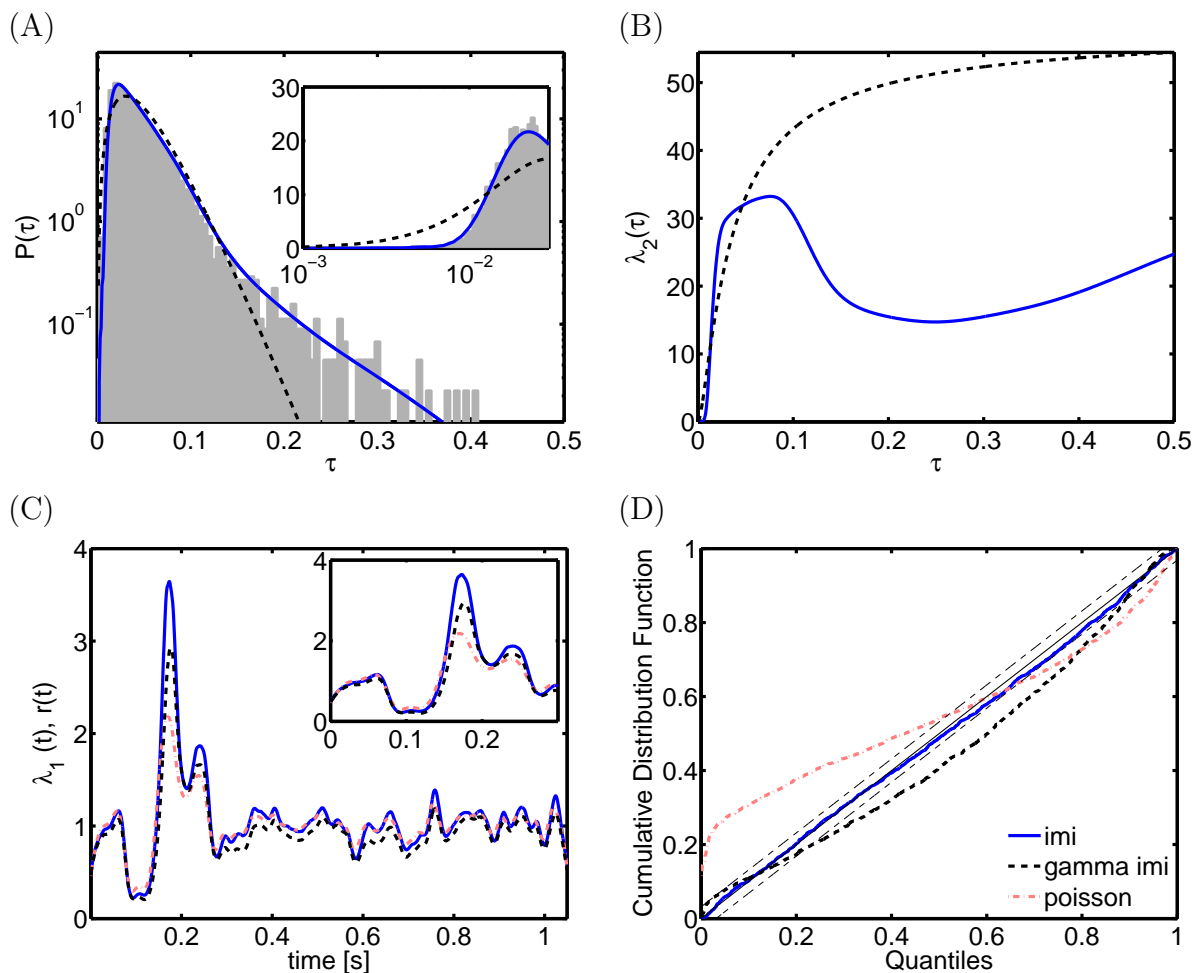 (A)
P(τ)
10^1
10^0
10^−1
0 0.1 0.2 0.3 0.4 0.5
τ
30
20
10
0
10^−3 10^−2
(B)
λ_2(τ)
50
40
30
20
10
0
0 0.1 0.2 0.3 0.4 0.5
τ
(C)
λ_1 (t), r(t)
4
3
2
1
0
0.2 0.4 0.6 0.8 1
time [s]
4
2
0
0 0.1 0.2
(D)
Cumulative Distribution Function
1
0.8
0.6
0.4
0.2
0
0 0.2 0.4 0.6 0.8 1
Quantiles
imi
gamma imi
poisson